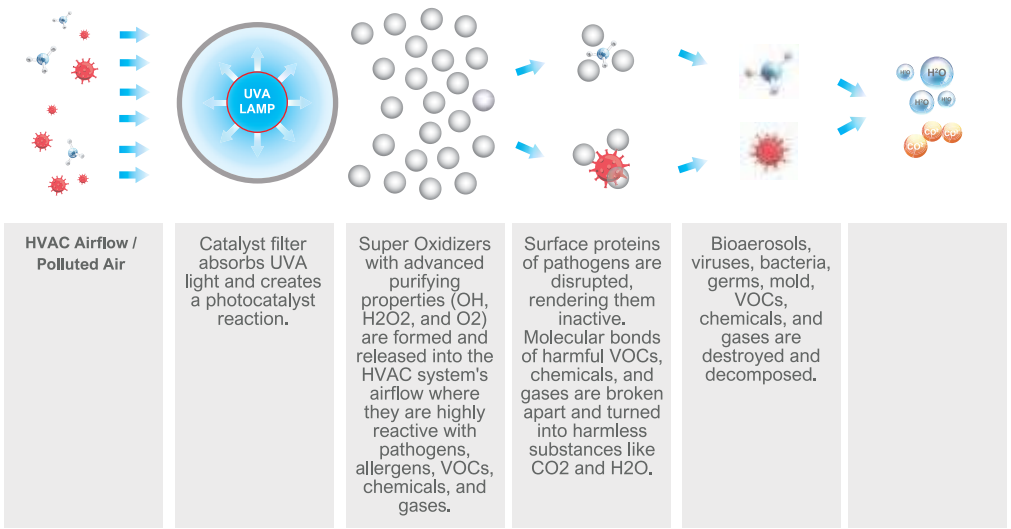 UVA
LAMP
H²O
H²O
H²O
H²O
HVAC Airflow /
Polluted Air
Catalyst filter
absorbs UVA
light and creates
a photocatalyst
reaction.
Super Oxidizers
with advanced
purifying
properties (OH,
H2O2, and O2)
are formed and
released into the
HVAC system's
airflow where
they are highly
reactive with
pathogens,
allergens, VOCs,
chemicals, and
gases.
Surface proteins
of pathogens are
disrupted,
rendering them
inactive.
Molecular bonds
of harmful VOCs,
chemicals, and
gases are broken
apart and turned
into harmless
substances like
CO2 and H2O.
Bioaerosols,
viruses, bacteria,
germs, mold,
VOCs,
chemicals, and
gases are
destroyed and
decomposed.